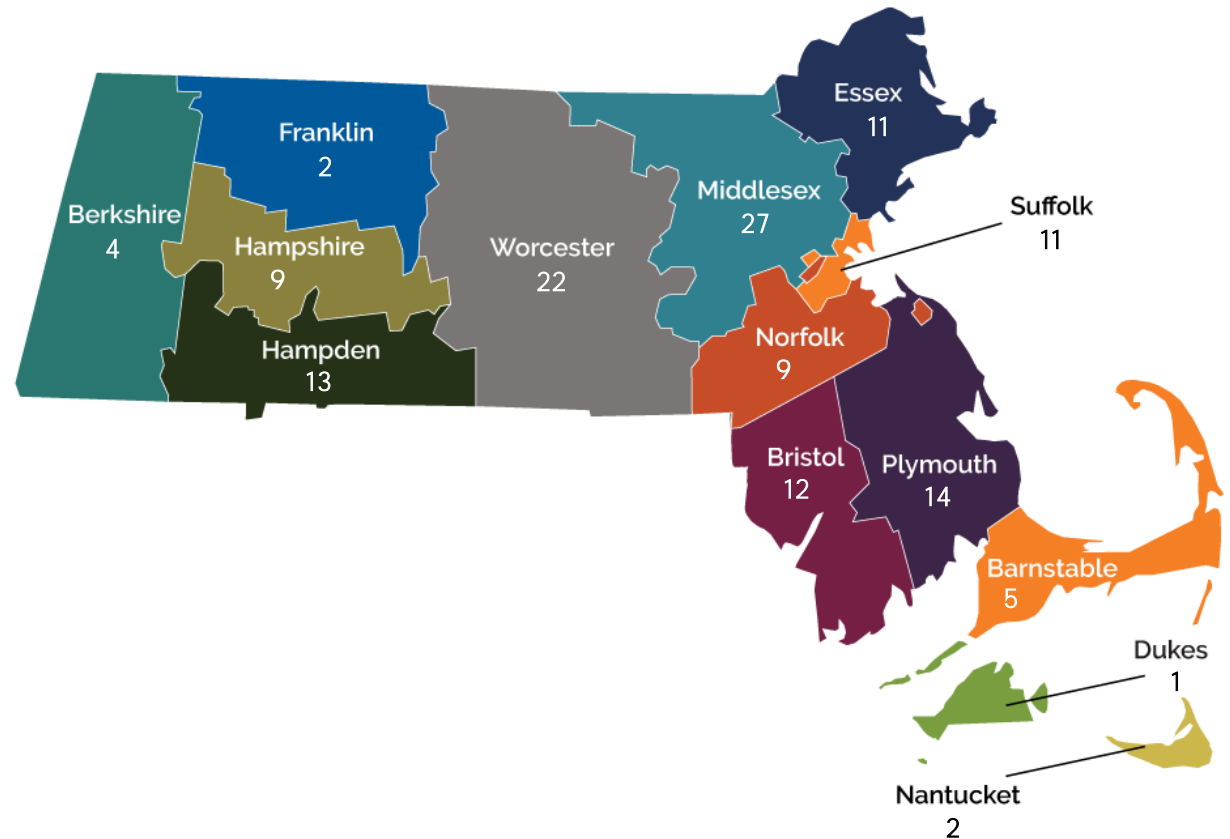 Essex
11
Franklin
2
Middlesex
27
Suffolk
11
Berkshire
4
Hampshire
9
Worcester
22
Norfolk
9
Hampden
13
Bristol
12
Plymouth
14
Barnstable
5
Dukes
1
Nantucket
2